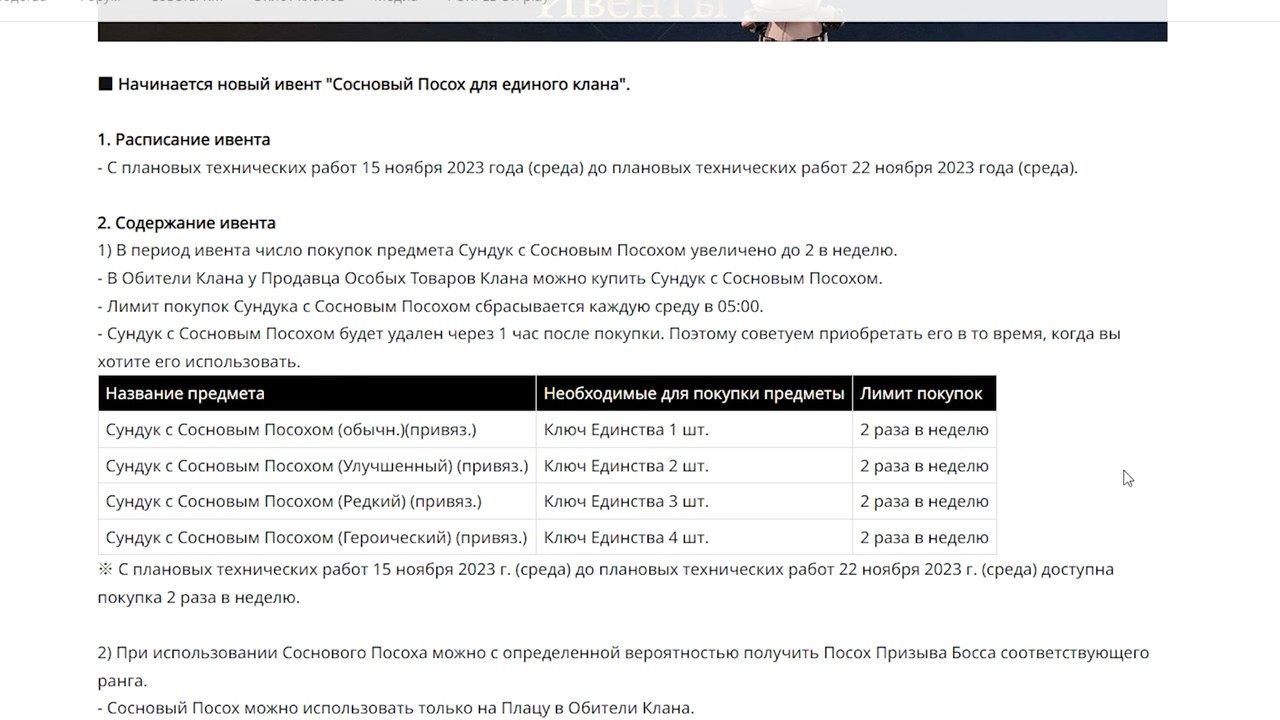 Ивенты
■ Начинается новый ивент "Сосновый Посох для единого клана".
1. Расписание ивента
- С плановых технических работ 15 ноября 2023 года (среда) до плановых технических работ 22 ноября 2023 года (среда).
2. Содержание ивента
1) В период ивента число покупок предмета Сундук с Сосновым Посохом увеличено до 2 в неделю.
- В Обители Клана у Продавца Особых Товаров Клана можно купить Сундук с Сосновым Посохом.
- Лимит покупок Сундука с Сосновым Посохом сбрасывается каждую среду в 05:00.
- Сундук с Сосновым Посохом будет удален через 1 час после покупки. Поэтому советуем приобретать его в то время, когда вы
хотите его использовать.
Название предмета Необходимые для покупки предметы Лимит покупок
Сундук с Сосновым Посохом (обычн.)(привяз.) Ключ Единства 1 шт. 2 раза в неделю
Сундук с Сосновым Посохом (Улучшенный) (привяз.) Ключ Единства 2 шт. 2 раза в неделю
Сундук с Сосновым Посохом (Редкий) (привяз.) Ключ Единства 3 шт. 2 раза в неделю
Сундук с Сосновым Посохом (Героический) (привяз.) Ключ Единства 4 шт. 2 раза в неделю
※ С плановых технических работ 15 ноября 2023 г. (среда) до плановых технических работ 22 ноября 2023 г. (среда) доступна
покупка 2 раза в неделю.
2) При использовании Соснового Посоха можно с определенной вероятностью получить Посох Призыва Босса соответствующего
ранга.
- Сосновый Посох можно использовать только на Плацу в Обители Клана.